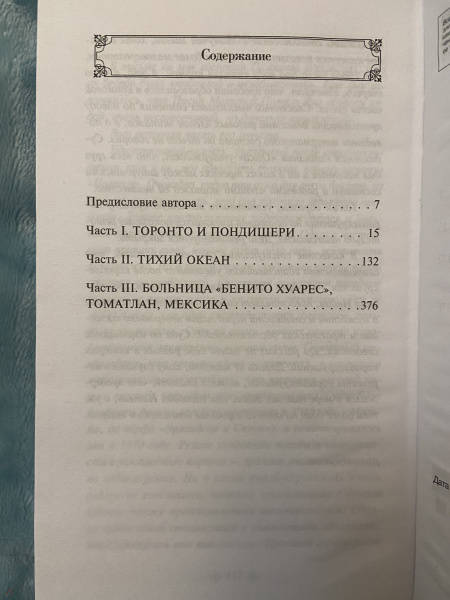 Содержание
Предисловие автора . . . . . . . . . . . . . . . . . . . . . 7
Часть I. ТОРОНТО И ПОНДИШЕРИ. . . . . . . . . . 15
Часть II. ТИХИЙ ОКЕАН . . . . . . . . . . . . . . . . .132
Часть III. БОЛЬНИЦА «БЕНИТО ХУАРЕС»,
ТОМАТЛАН, МЕКСИКА . . . . . . . . . . . . . . .376
Дата